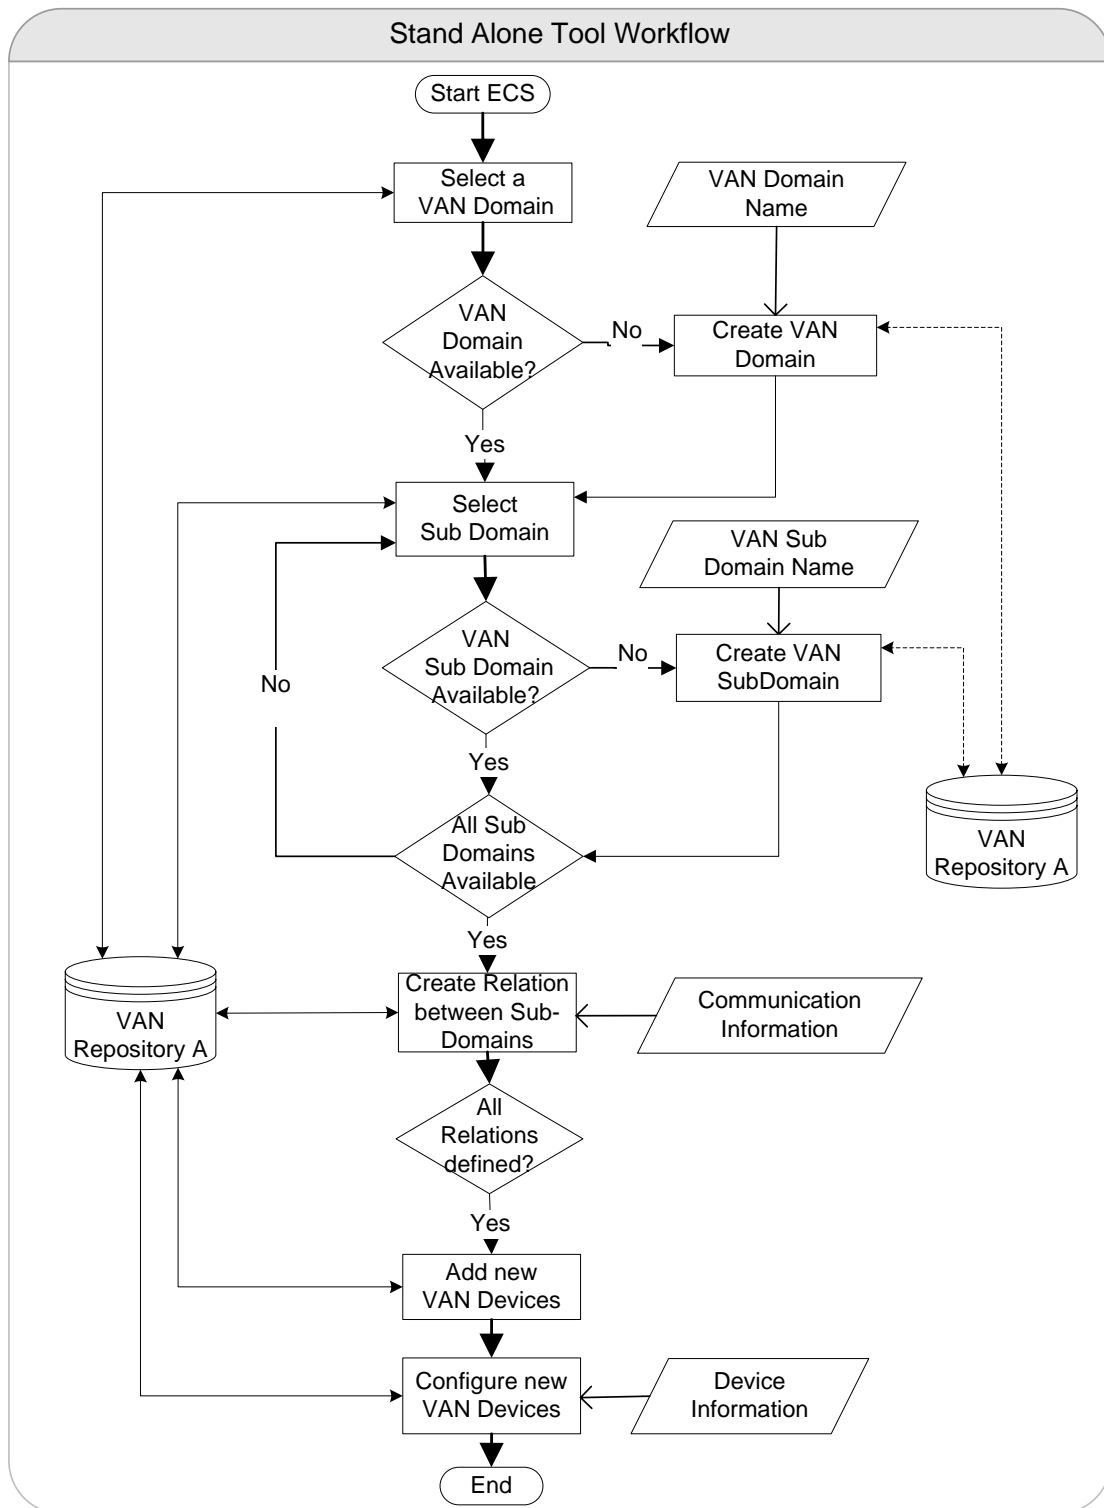 Stand Alone Tool Workflow
Start ECS
Select a
VAN Domain
VAN Domain
Name
VAN
Domain
Available?
No
Create VAN
Domain
Yes
Select
Sub Domain
VAN Sub
Domain Name
VAN
Sub Domain
Available?
No
Create VAN
SubDomain
No
Yes
All Sub
Domains
Available
VAN
Repository A
Yes
VAN
Repository A
Create Relation
between Sub-
Domains
Communication
Information
All
Relations
defined?
Yes
Add new
VAN Devices
Configure new
VAN Devices
Device
Information
End